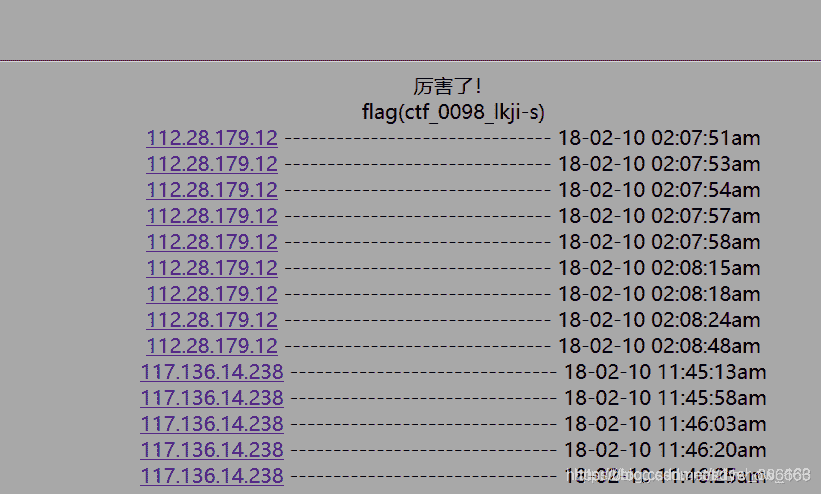 厉害了!
flag(ctf_0098_lkji-s)
112.28.179.12 ------------------------------- 18-02-10 02:07:51am
112.28.179.12 ------------------------------- 18-02-10 02:07:53am
112.28.179.12 ------------------------------- 18-02-10 02:07:54am
112.28.179.12 ------------------------------- 18-02-10 02:07:57am
112.28.179.12 ------------------------------- 18-02-10 02:07:58am
112.28.179.12 ------------------------------- 18-02-10 02:08:15am
112.28.179.12 ------------------------------- 18-02-10 02:08:18am
112.28.179.12 ------------------------------- 18-02-10 02:08:24am
112.28.179.12 ------------------------------- 18-02-10 02:08:48am
117.136.14.238 ------------------------------- 18-02-10 11:45:13am
117.136.14.238 ------------------------------- 18-02-10 11:45:58am
117.136.14.238 ------------------------------- 18-02-10 11:46:03am
117.136.14.238 ------------------------------- 18-02-10 11:46:20am
117.136.14.238 ------------------------------- 18-02-10 11:46:25am